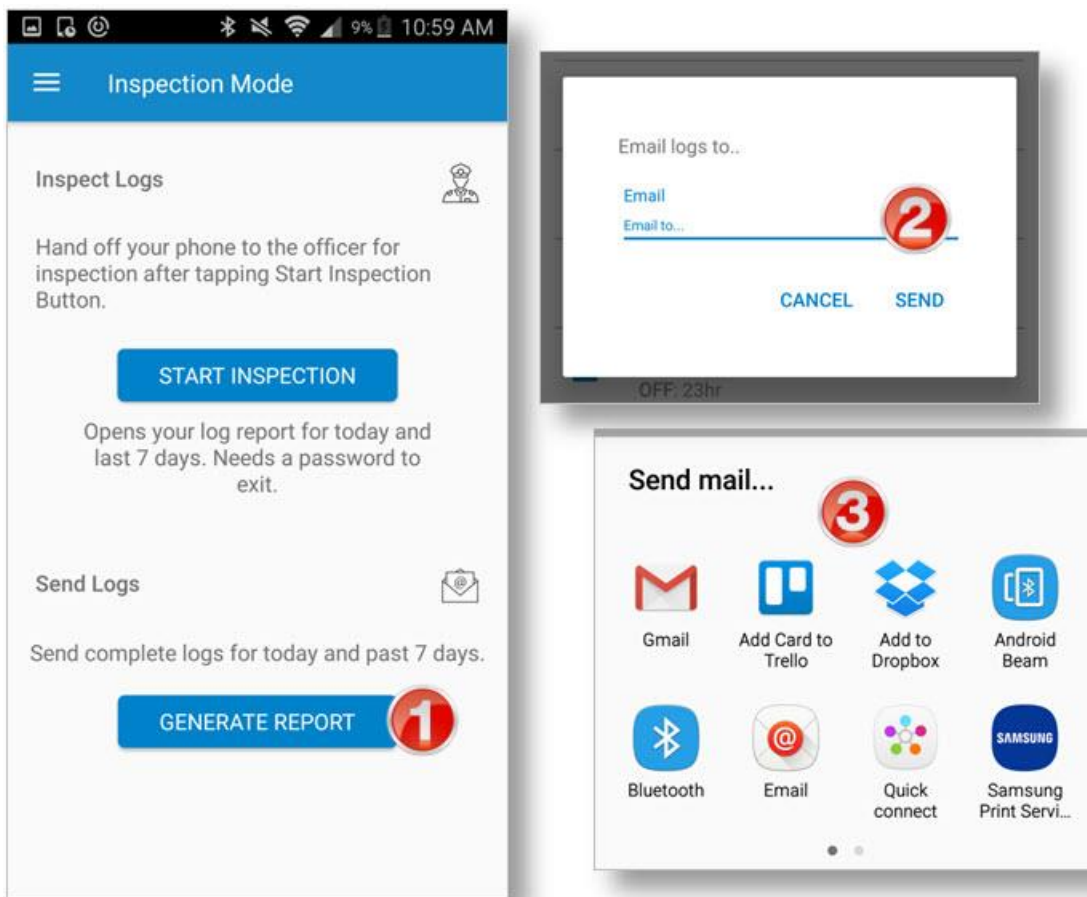 9% 10:59 AM
Inspection Mode
Inspect Logs
Hand off your phone to the officer for
inspection after tapping Start Inspection
Button.
START INSPECTION
Opens your log report for today and
last 7 days. Needs a password to
exit.
Send Logs
Send complete logs for today and past 7 days.
GENERATE REPORT 1
Email logs to..
Email
Email to...
2
CANCEL SEND
OFF: 23hr
Send mail...
3
Gmail Add Card to Add to Android
Trello Dropbox Beam
SAMSUNG
Bluetooth Email Quick Samsung
connect Print Servi...